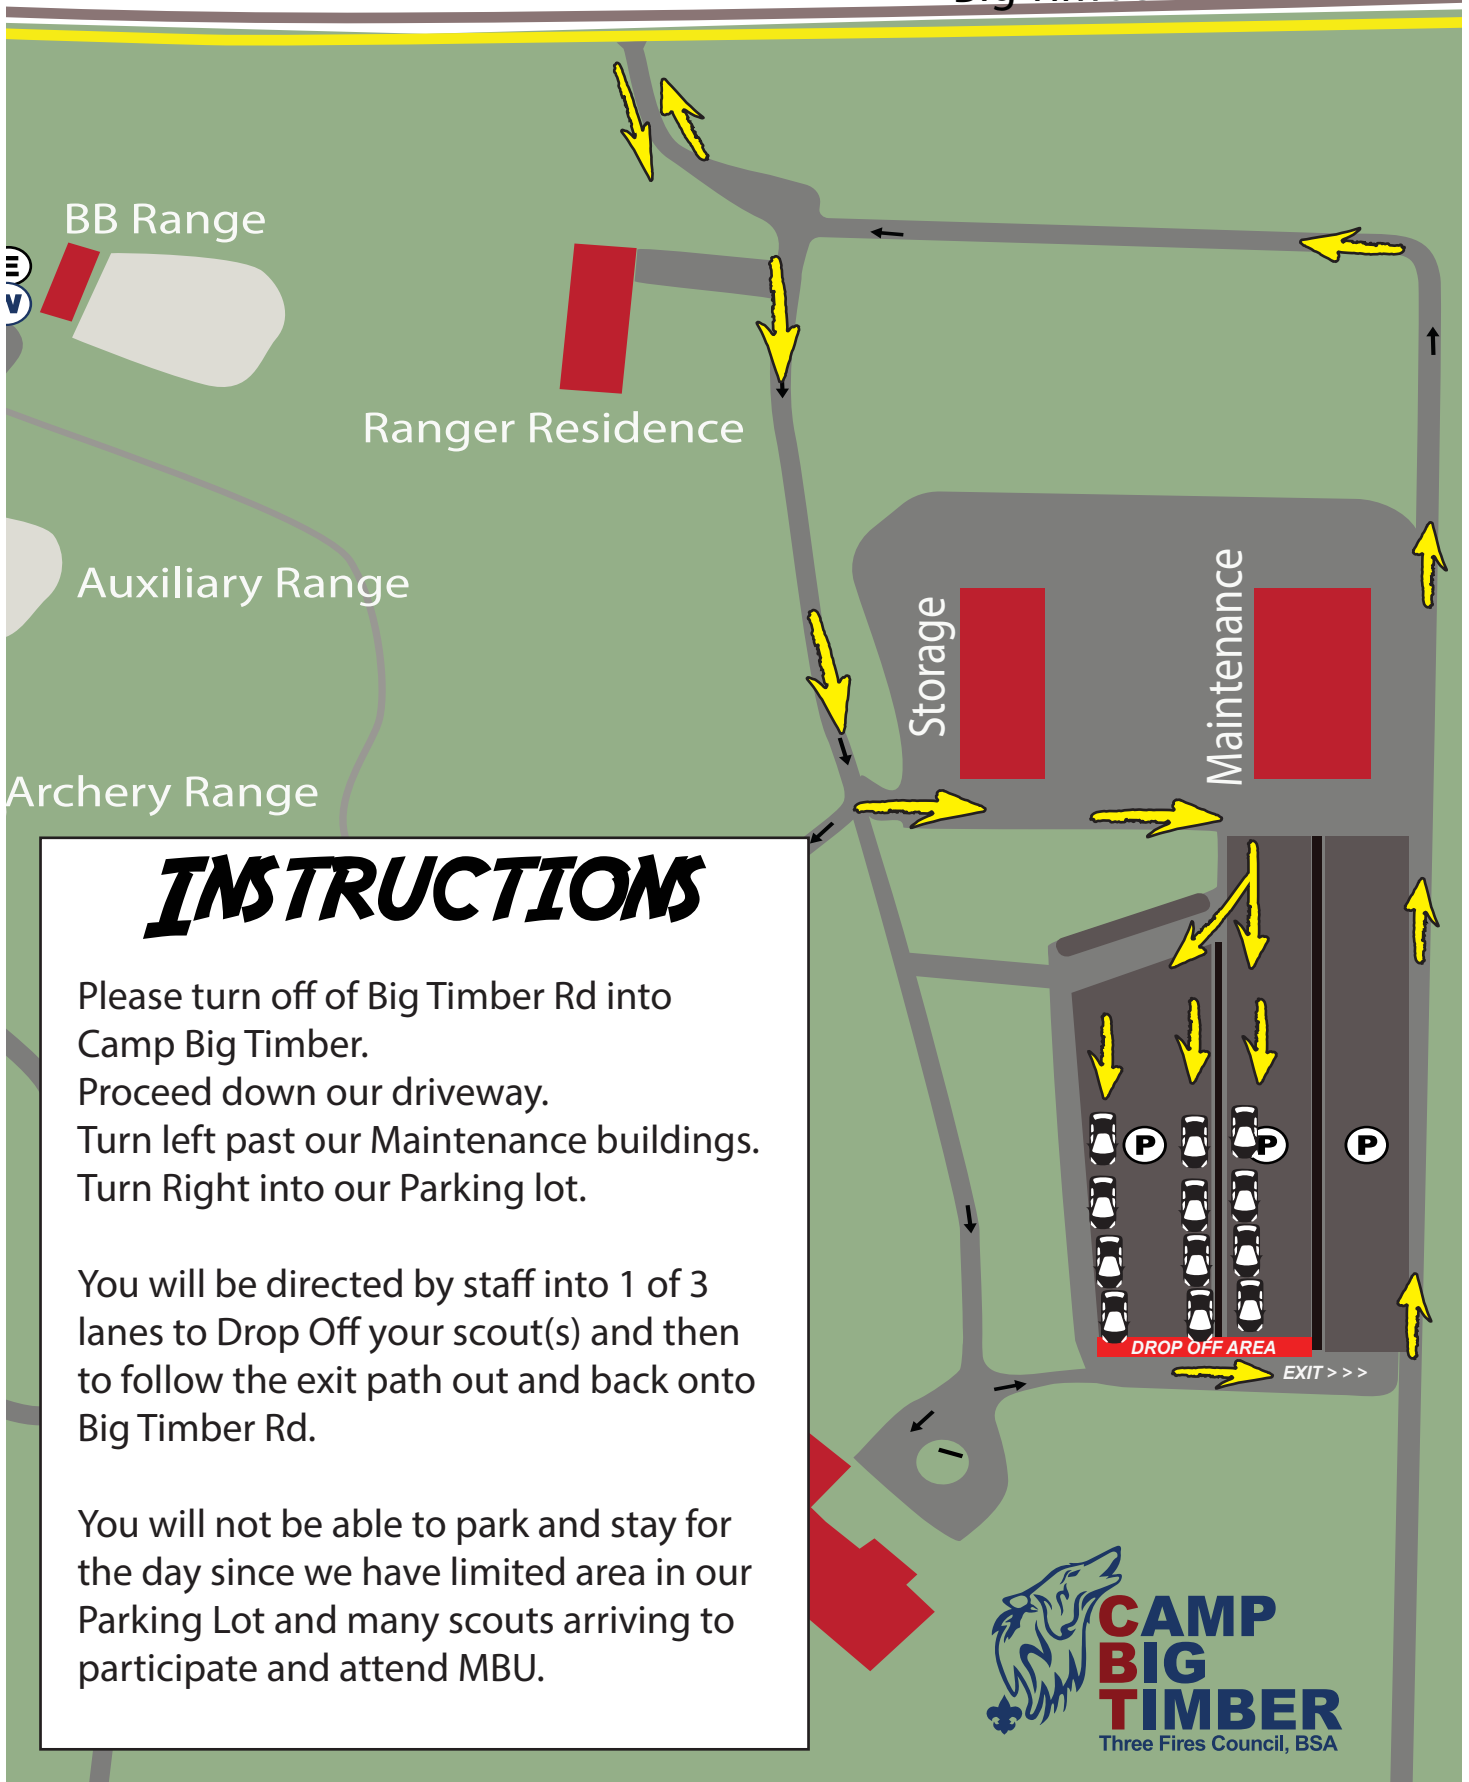 BB Range
E
Ranger Residence
Auxiliary Range
Storage
Maintenance
Archery Range
INSTRUCTIONS
Please turn off of Big Timber Rd into
Camp Big Timber.
Proceed down our driveway.
Turn left past our Maintenance buildings.
Turn Right into our Parking lot.
You will be directed by staff into 1 of 3
lanes to Drop Off your scout(s) and then
to follow the exit path out and back onto
Big Timber Rd.
You will not be able to park and stay for
the day since we have limited area in our
Parking Lot and many scouts arriving to
participate and attend MBU.
P
P
P
DROP OFF AREA
EXIT > > >
CAMP
BIG
TIMBER
Three Fires Council, BSA